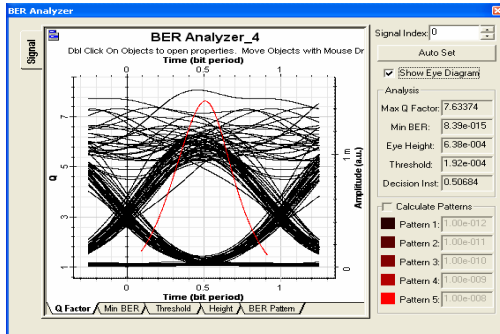 BER Analyzer
Signal
BER Analyzer_4
Dbl Click On Objects to open properties. Move Objects with Mouse Dr
Time (bit period)
0 0.5 1
Q
1 3 5 7
Amplitude (a.u.)
0 1 m
0 0.5 1
Time (bit period)
Q Factor Min BER Threshold Height BER Pattern
Signal Index: 0
Auto Set
Show Eye Diagram
Analysis
Max Q Factor: 7.63374
Min BER: 8.39e-015
Eye Height: 6.38e-004
Threshold: 1.92e-004
Decision Inst: 0.50684
Calculate Patterns
Pattern 1: 1.00e-012
Pattern 2: 1.00e-011
Pattern 3: 1.00e-010
Pattern 4: 1.00e-009
Pattern 5: 1.00e-008